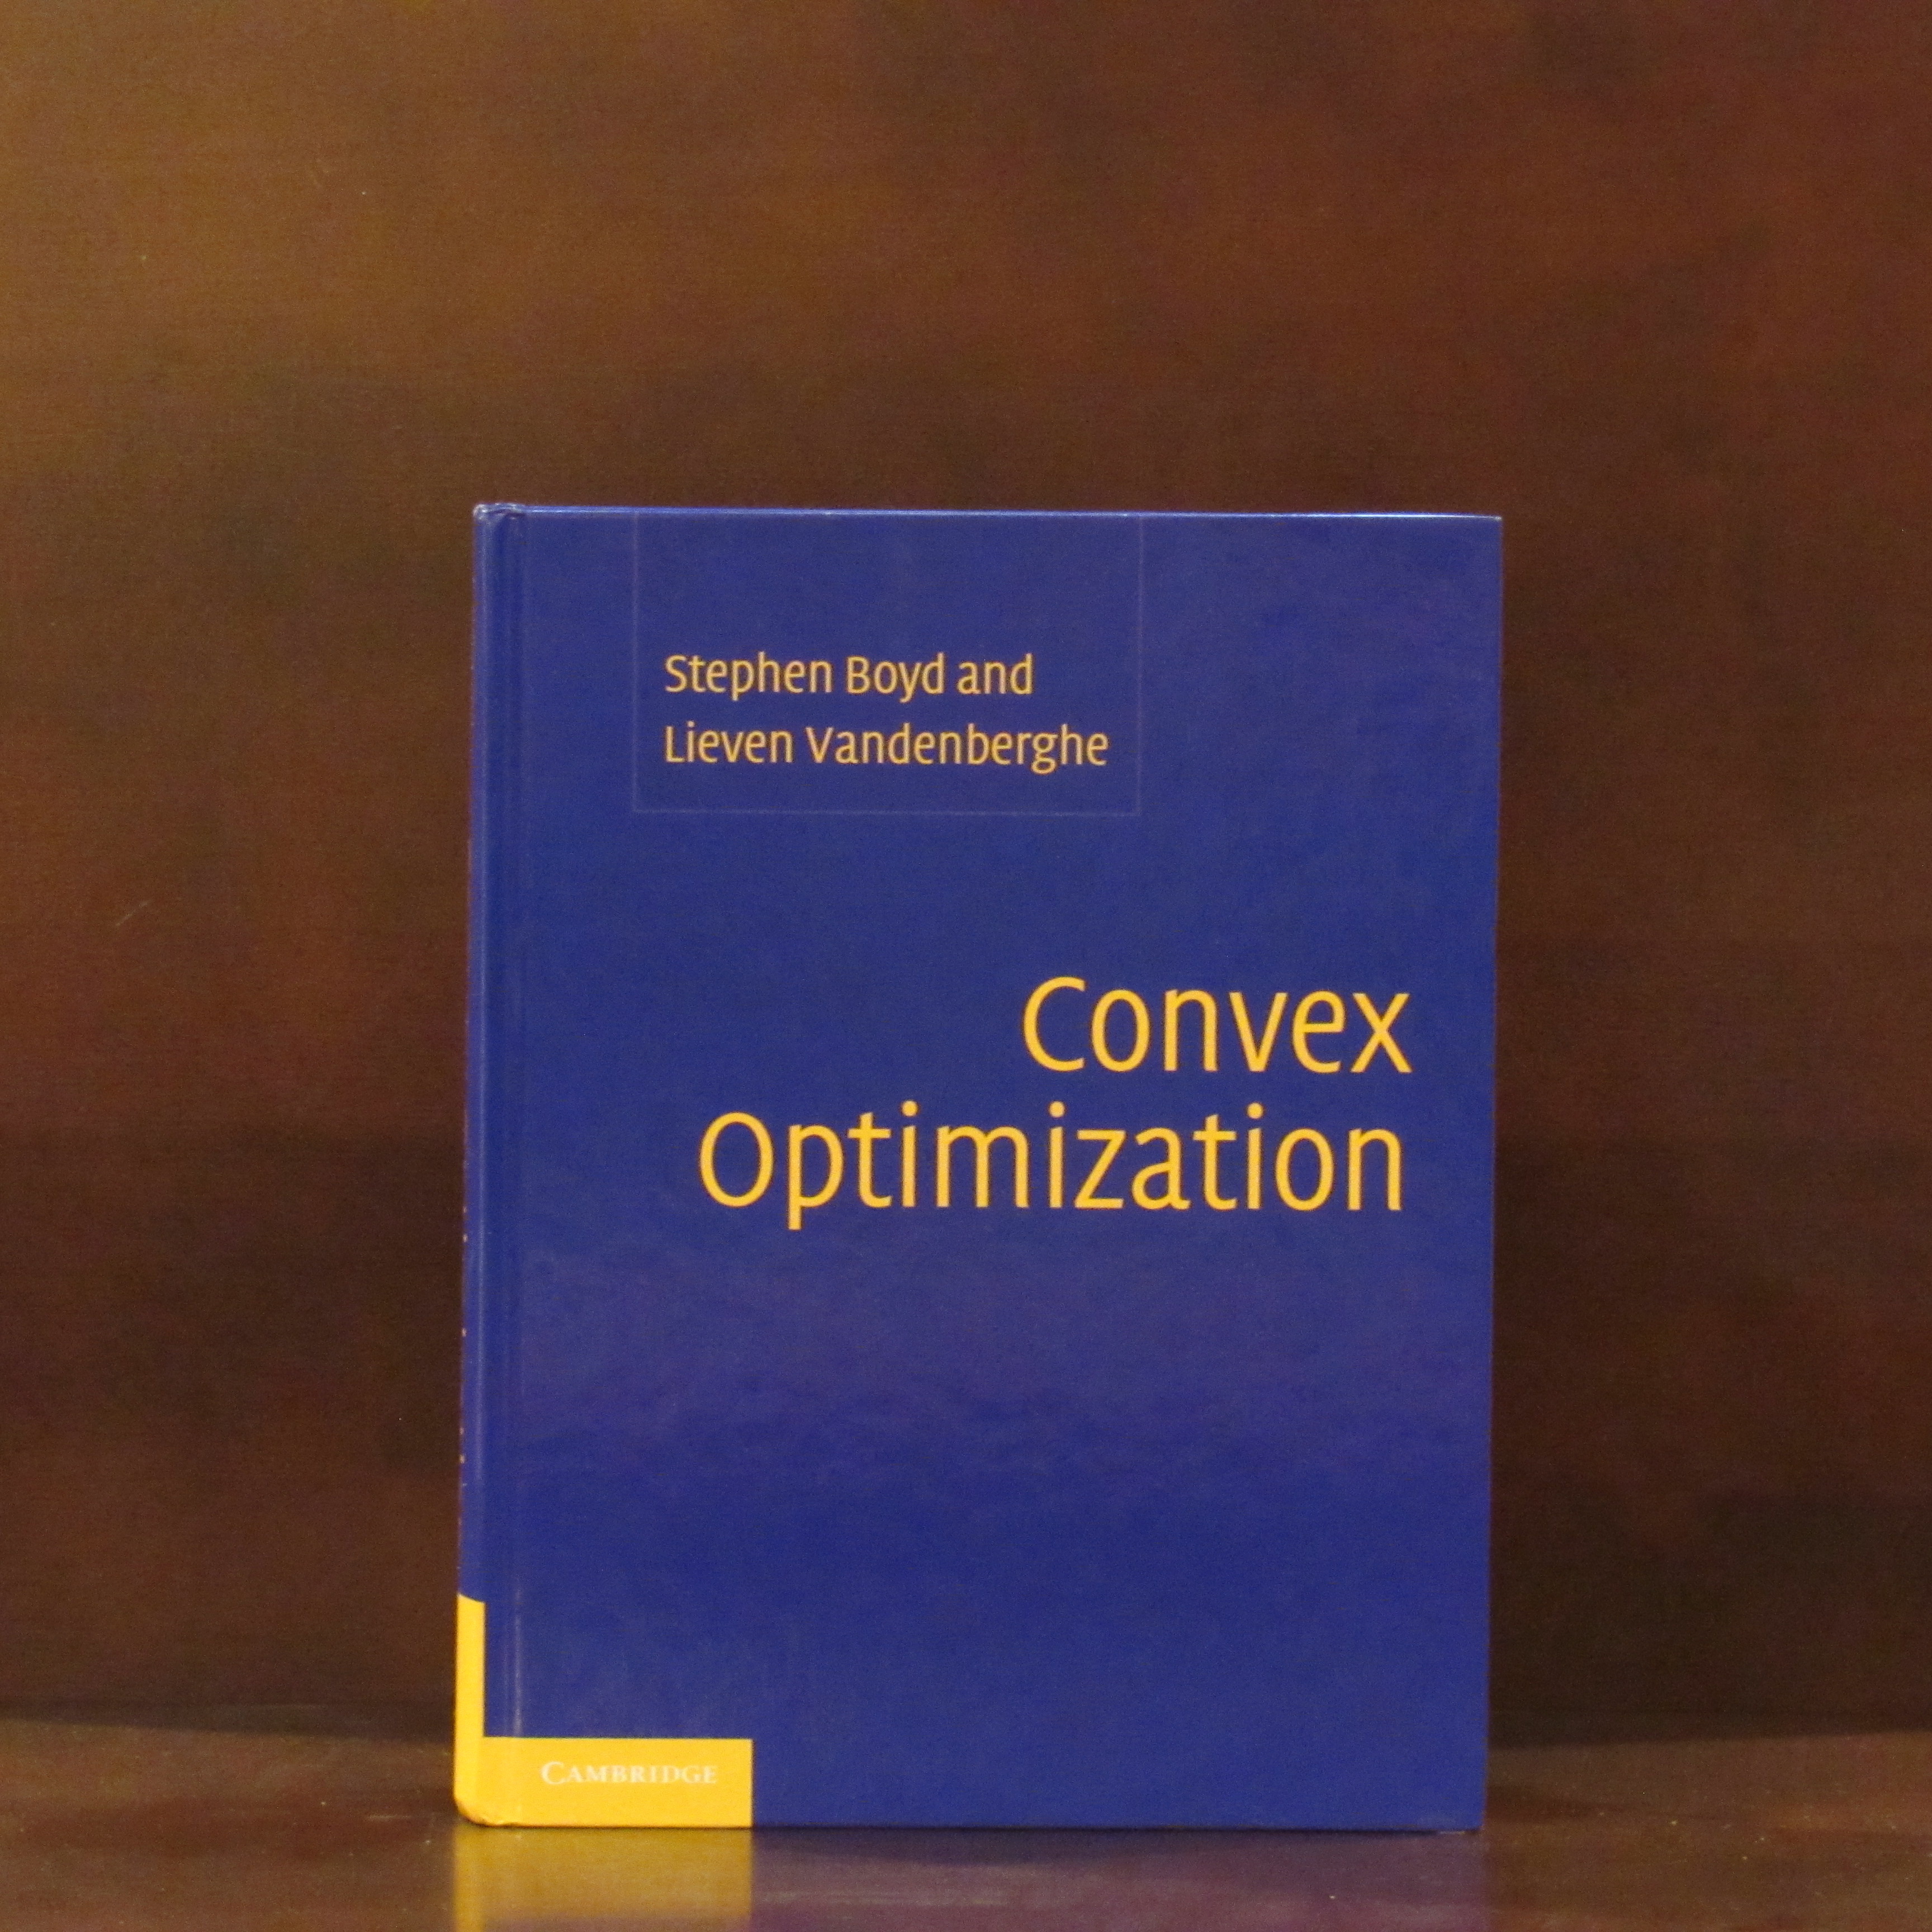 Stephen Boyd and
Lieven Vandenberghe
Convex
Optimization
CAMBRIDGE